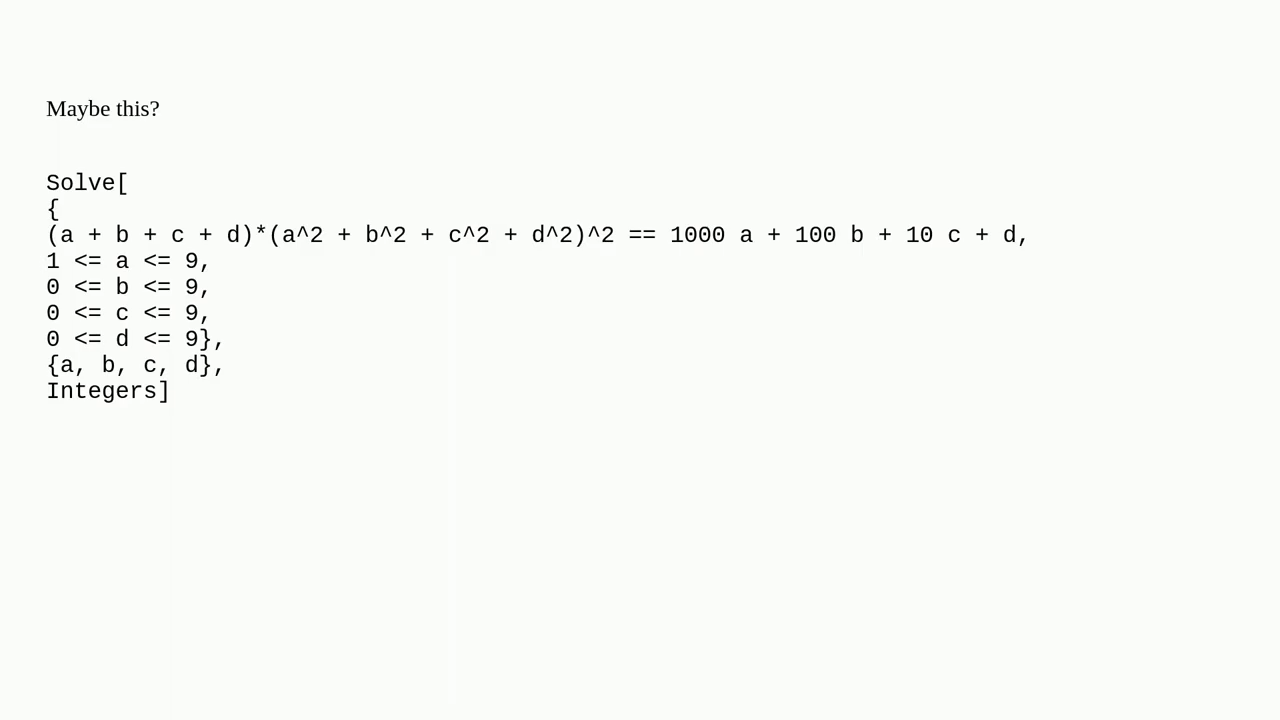 Maybe this?
Solve[
{
(a + b + c + d)*(a^2 + b^2 + c^2 + d^2)^2 == 1000 a + 100 b + 10 c + d,
1 <= a <= 9,
0 <= b <= 9,
0 <= c <= 9,
0 <= d <= 9},
{a, b, c, d},
Integers]